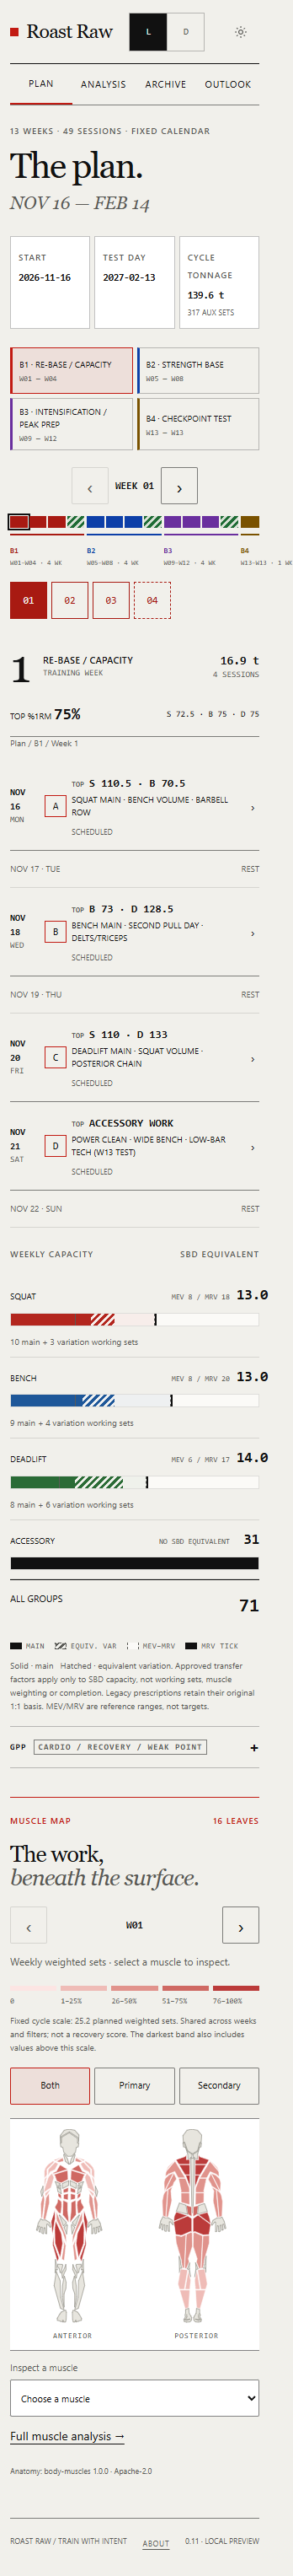 Roast Raw
L D
PLAN ANALYSIS ARCHIVE OUTLOOK
13 WEEKS · 49 SESSIONS · FIXED CALENDAR
The plan.
NOV 16 — FEB 14
START
2026-11-16
TEST DAY
2027-02-13
CYCLE
TONNAGE
139.6 t
317 AUX SETS
B1 · RE-BASE / CAPACITY
W01 — W04
B2 · STRENGTH BASE
W05 — W08
B3 · INTENSIFICATION /
PEAK PREP
W09 — W12
B4 · CHECKPOINT TEST
W13 — W13
‹ WEEK 01 ›
B1 B2 B3 B4
W01–W04 · 4 WK W05–W08 · 4 WK W09–W12 · 4 WK W13–W13 · 1 WK
01 02 03 04
1 RE-BASE / CAPACITY 16.9 t
TRAINING WEEK 4 SESSIONS
TOP %1RM 75% S 72.5 · B 75 · D 75
Plan / B1 / Week 1
NOV
16
MON
A
TOP S 110.5 · B 70.5
SQUAT MAIN · BENCH VOLUME · BARBELL
ROW
SCHEDULED
›
NOV 17 · TUE REST
NOV
18
WED
B
TOP B 73 · D 128.5
BENCH MAIN · SECOND PULL DAY ·
DELTS/TRICEPS
SCHEDULED
›
NOV 19 · THU REST
NOV
20
FRI
C
TOP S 110 · D 133
DEADLIFT MAIN · SQUAT VOLUME ·
POSTERIOR CHAIN
SCHEDULED
›
NOV
21
SAT
D
TOP ACCESSORY WORK
POWER CLEAN · WIDE BENCH · LOW-BAR
TECH (W13 TEST)
SCHEDULED
›
NOV 22 · SUN REST
WEEKLY CAPACITY SBD EQUIVALENT
SQUAT MEV 8 / MRV 18 13.0
10 main + 3 variation working sets
BENCH MEV 8 / MRV 20 13.0
9 main + 4 variation working sets
DEADLIFT MEV 6 / MRV 17 14.0
8 main + 6 variation working sets
ACCESSORY NO SBD EQUIVALENT 31
ALL GROUPS 71
MAIN EQUIV. VAR MEV–MRV MRV TICK
Solid · main Hatched · equivalent variation. Approved transfer
factors apply only to SBD capacity, not working sets, muscle
weighting or completion. Legacy prescriptions retain their original
1:1 basis. MEV/MRV are reference ranges, not targets.
GPP CARDIO / RECOVERY / WEAK POINT +
MUSCLE MAP 16 LEAVES
The work,
beneath the surface.
‹ W01 ›
Weekly weighted sets · select a muscle to inspect.
0 1–25% 26–50% 51–75% 76–100%
Fixed cycle scale: 25.2 planned weighted sets. Shared across weeks
and filters; not a recovery score. The darkest band also includes
values above this scale.
Both Primary Secondary
ANTERIOR POSTERIOR
Inspect a muscle
Choose a muscle
Full muscle analysis →
Anatomy: body-muscles 1.0.0 · Apache-2.0
ROAST RAW / TRAIN WITH INTENT ABOUT 0.11 · LOCAL PREVIEW